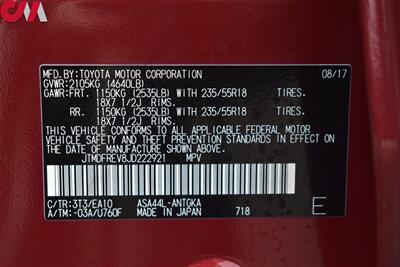 CM
MFD.BY:TOYOTA MOTOR CORPORATION 08/17
GVWR:2105KG (4640LB)
GAWR:FRT. 1150KG (2535LB) WITH 235/55R18 TIRES.
18X7 1/2J RIMS.
RR. 1150KG (2535LB) WITH 235/55R18 TIRES.
18X7 1/2J RIMS.
THIS VEHICLE CONFORMS TO ALL APPLICABLE FEDERAL MOTOR
VEHICLE SAFETY AND THEFT PREVENTION STANDARDS IN EFFECT
ON THE DATE OF MANUFACTURE SHOWN ABOVE.
JTMDFREV8JD222921 MPV
C/TR:3T3/EA10 ASA44L-ANTGKA
A/TM:-03A/U760F MADE IN JAPAN 718 E